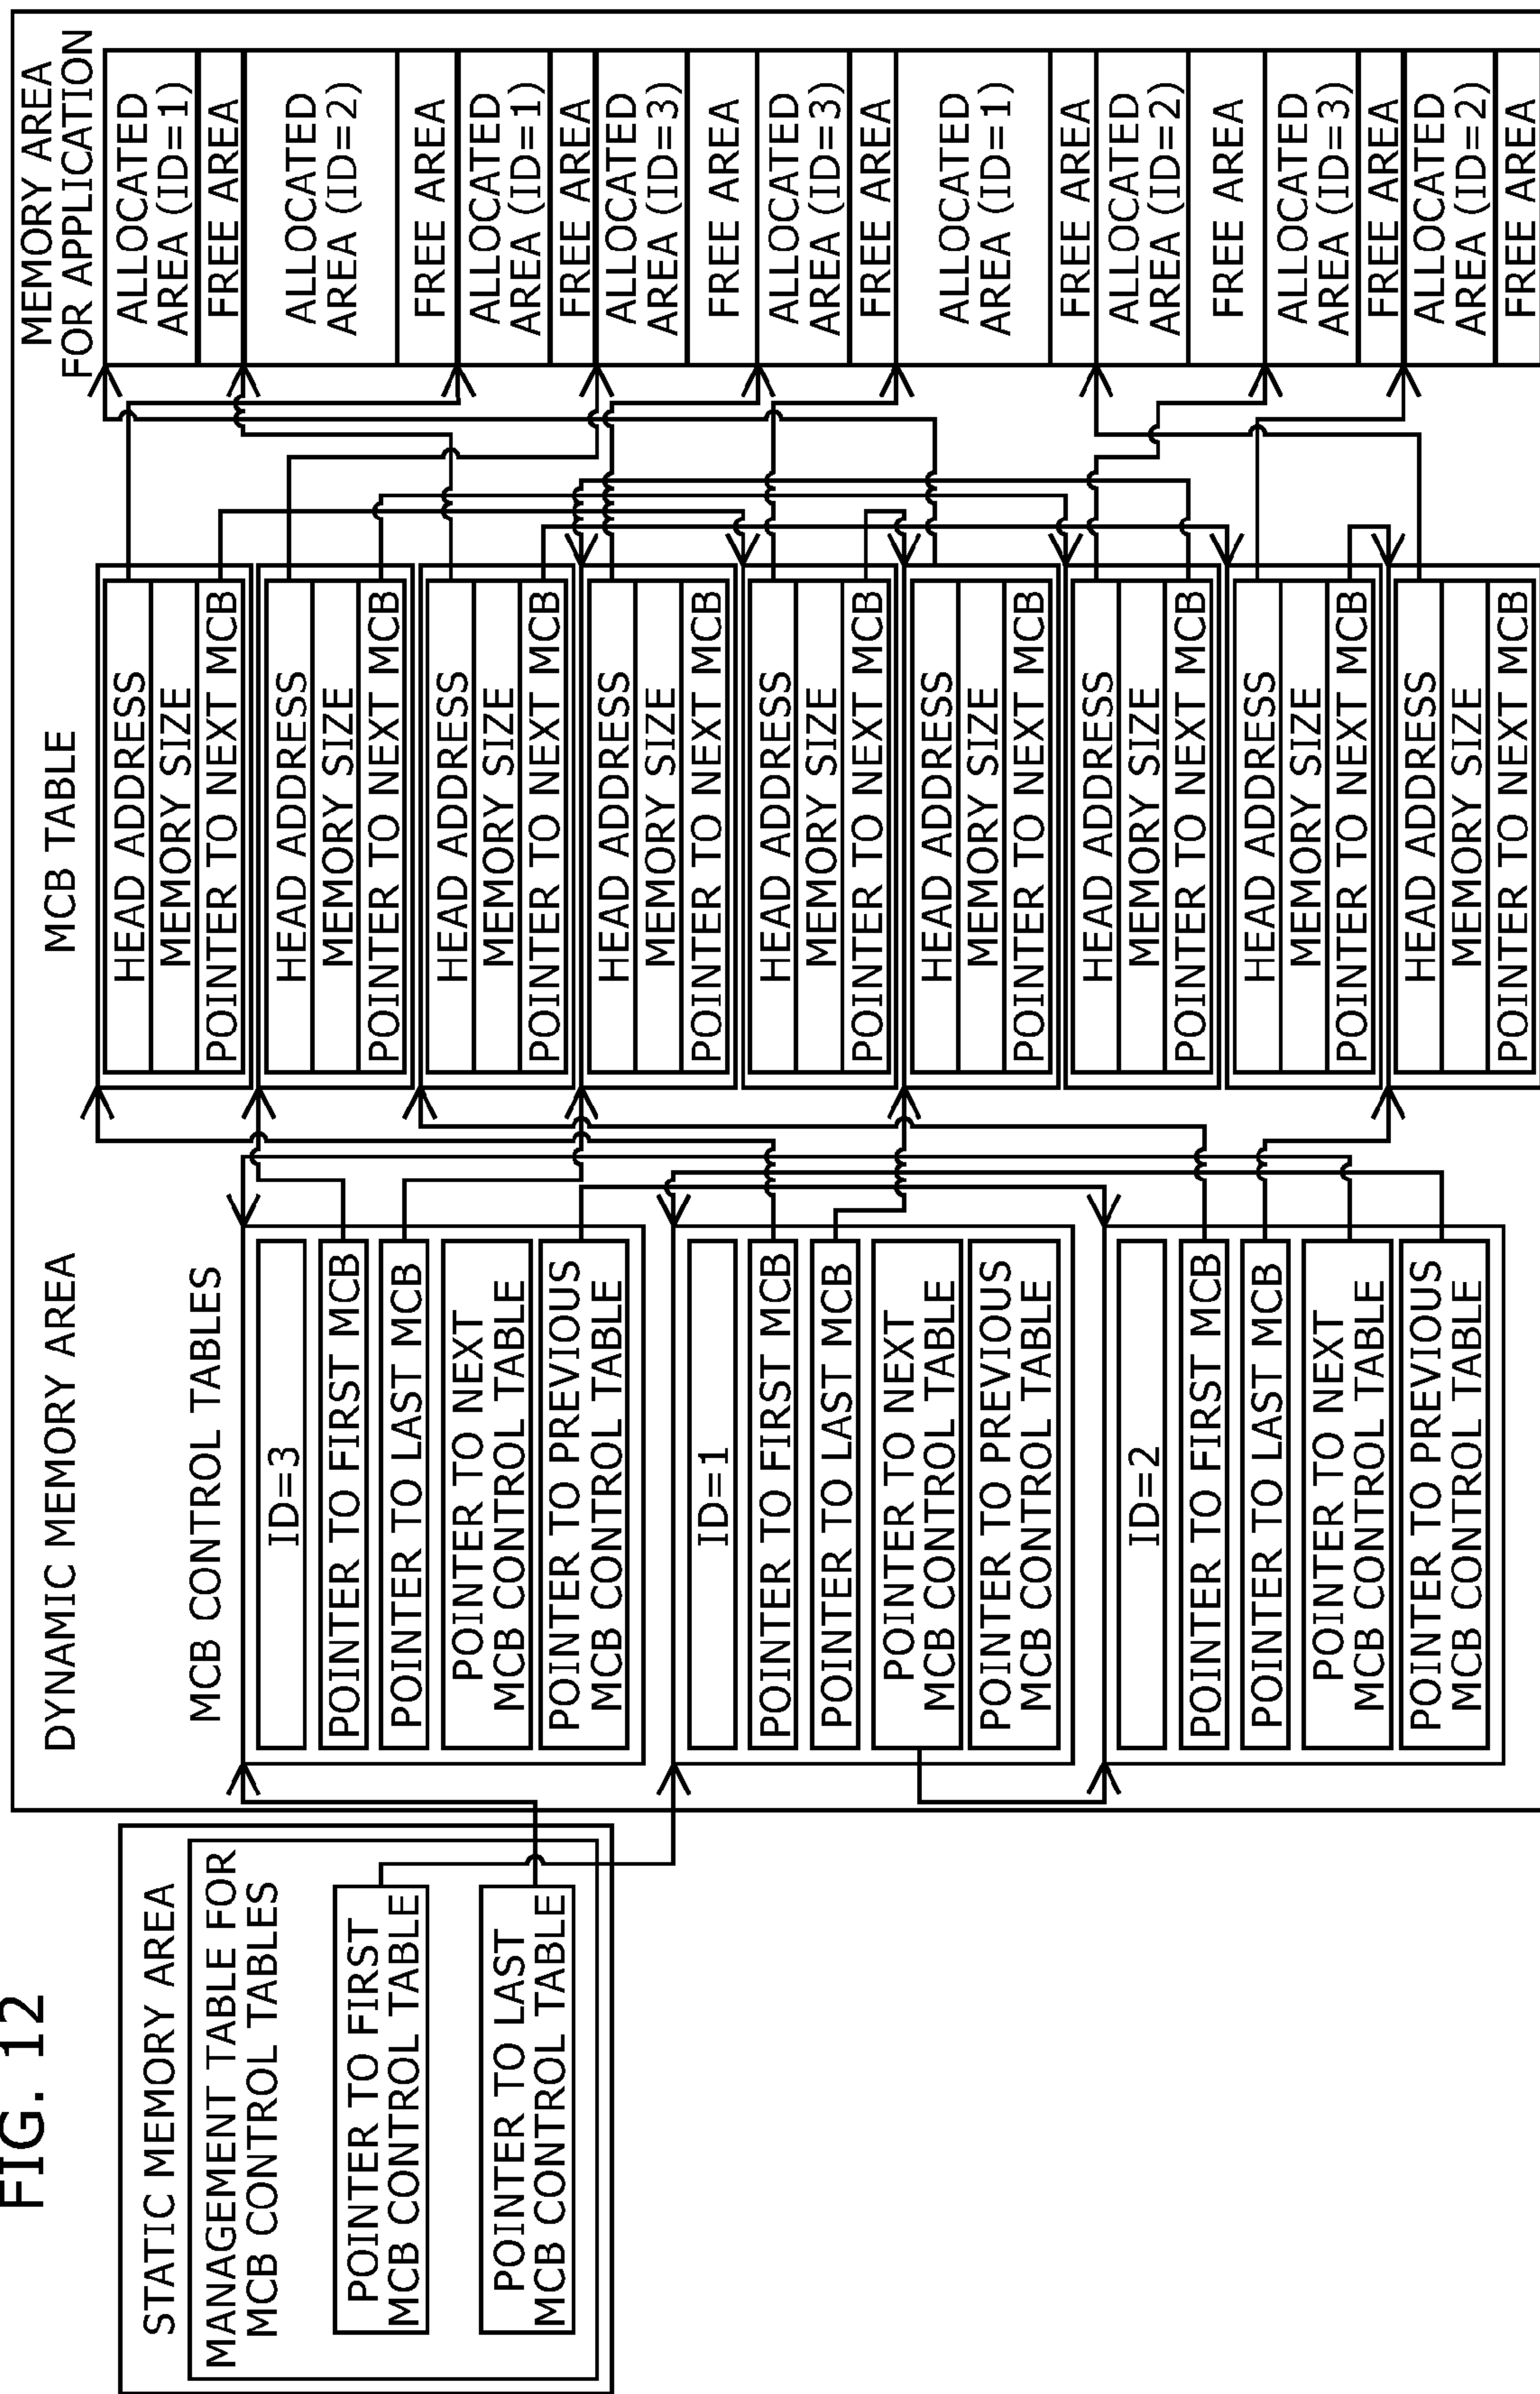 FIG. 12
STATIC MEMORY AREA
MANAGEMENT TABLE FOR
MCB CONTROL TABLES
POINTER TO FIRST
MCB CONTROL TABLE
POINTER TO LAST
MCB CONTROL TABLE
DYNAMIC MEMORY AREA
MCB CONTROL TABLES
ID=3
POINTER TO FIRST MCB
POINTER TO LAST MCB
POINTER TO NEXT
MCB CONTROL TABLE
POINTER TO PREVIOUS
MCB CONTROL TABLE
ID=1
POINTER TO FIRST MCB
POINTER TO LAST MCB
POINTER TO NEXT
MCB CONTROL TABLE
POINTER TO PREVIOUS
MCB CONTROL TABLE
ID=2
POINTER TO FIRST MCB
POINTER TO LAST MCB
POINTER TO NEXT
MCB CONTROL TABLE
POINTER TO PREVIOUS
MCB CONTROL TABLE
MCB TABLE
HEAD ADDRESS
MEMORY SIZE
POINTER TO NEXT MCB
HEAD ADDRESS
MEMORY SIZE
POINTER TO NEXT MCB
HEAD ADDRESS
MEMORY SIZE
POINTER TO NEXT MCB
HEAD ADDRESS
MEMORY SIZE
POINTER TO NEXT MCB
HEAD ADDRESS
MEMORY SIZE
POINTER TO NEXT MCB
HEAD ADDRESS
MEMORY SIZE
POINTER TO NEXT MCB
HEAD ADDRESS
MEMORY SIZE
POINTER TO NEXT MCB
HEAD ADDRESS
MEMORY SIZE
POINTER TO NEXT MCB
HEAD ADDRESS
MEMORY SIZE
POINTER TO NEXT MCB
MEMORY AREA
FOR APPLICATION
ALLOCATED
AREA (ID=1)
FREE AREA
ALLOCATED
AREA (ID=2)
FREE AREA
ALLOCATED
AREA (ID=1)
FREE AREA
ALLOCATED
AREA (ID=3)
FREE AREA
ALLOCATED
AREA (ID=3)
FREE AREA
ALLOCATED
AREA (ID=1)
FREE AREA
ALLOCATED
AREA (ID=2)
FREE AREA
ALLOCATED
AREA (ID=3)
FREE AREA
ALLOCATED
AREA (ID=2)
FREE AREA